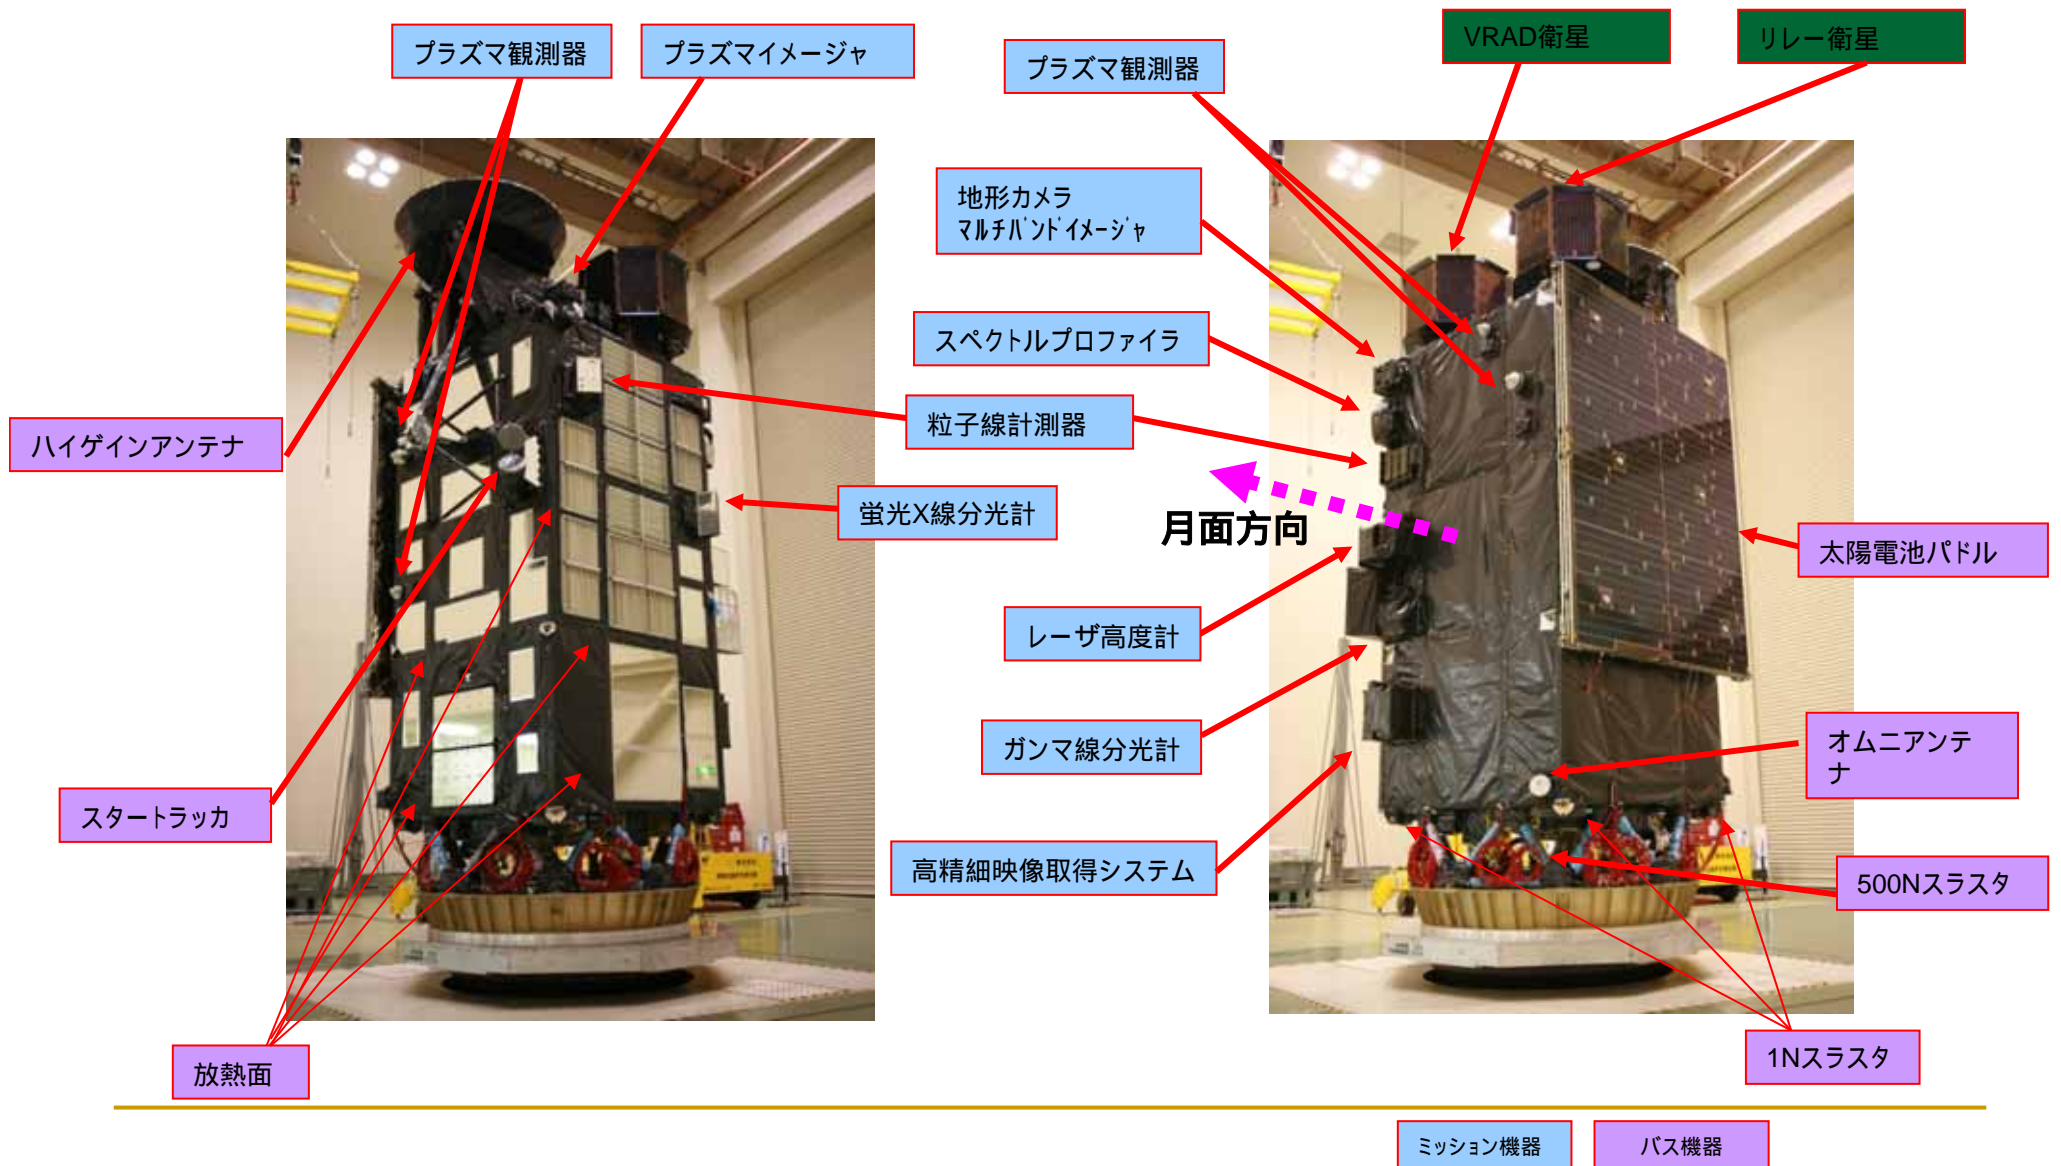 プラズマ観測器
プラズマイメージャ
プラズマ観測器
VRAD衛星
リレー衛星
地形カメラ
ﾏﾙﾁﾊﾞﾝﾄﾞｲﾒｰｼﾞｬ
スペクトルプロファイラ
粒子線計測器
ハイゲインアンテナ
蛍光X線分光計
月面方向
太陽電池パドル
レーザ高度計
ガンマ線分光計
オムニアンテ
ナ
スタートラッカ
高精細映像取得システム
500Nスラスタ
放熱面
1Nスラスタ
ミッション機器
バス機器